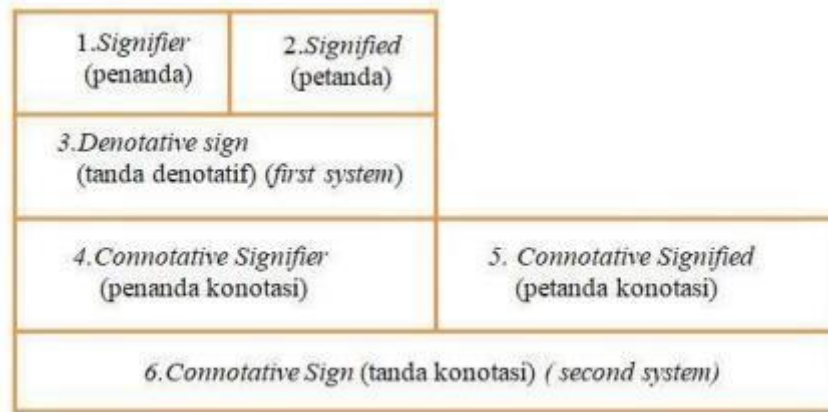 1.Signifier
(penanda)
2.Signified
(petanda)
3.Denotative sign
(tanda denotatif) (first system)
4.Connotative Signifier
(penanda konotasi)
5. Connotative Signified
(petanda konotasi)
6.Connotative Sign (tanda konotasi) ( second system)